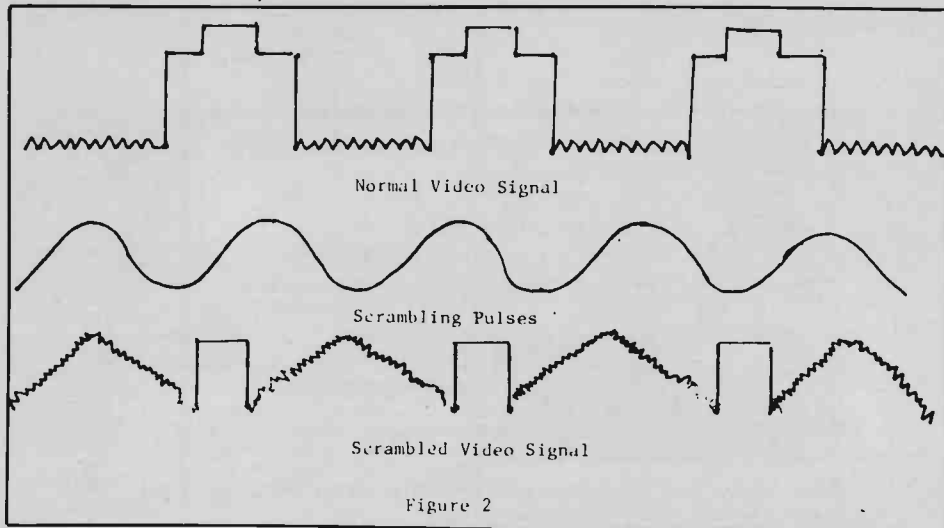 Normal Video Signal
Scrambling Pulses
Scrambled Video Signal
Figure 2